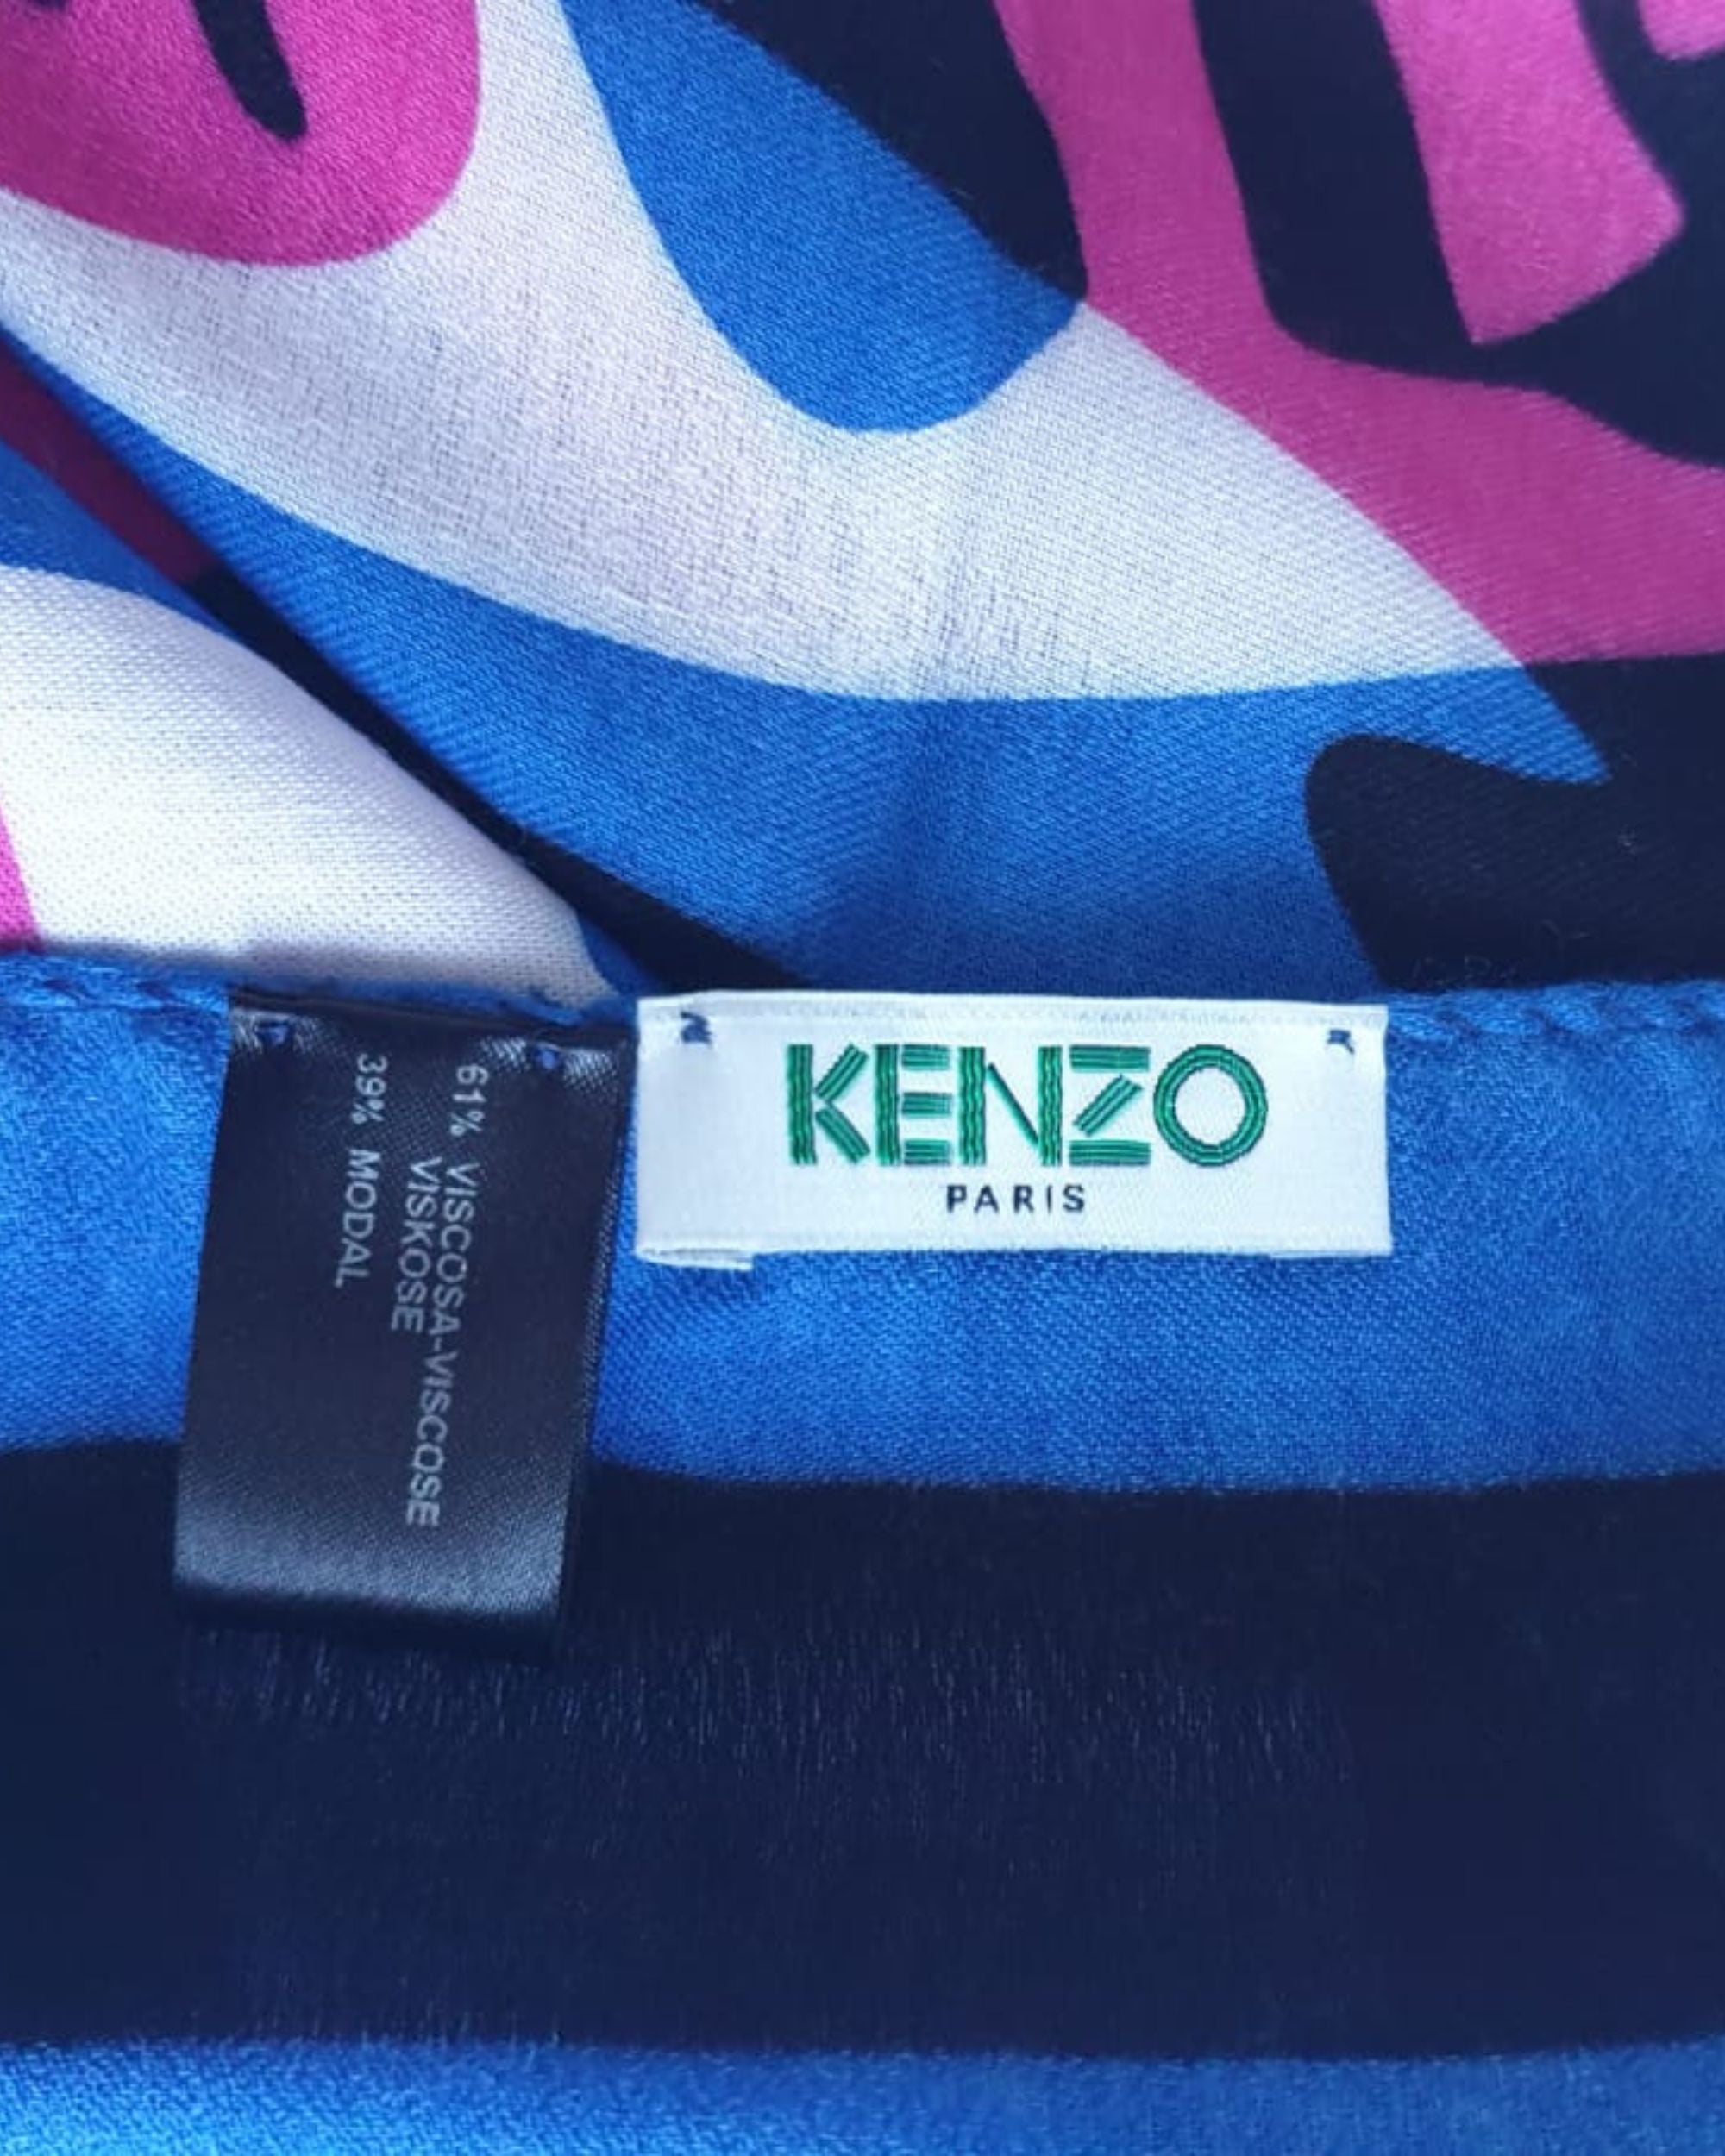 61% VISCOSA-VISCOSE
VISKOSE
39% MODAL
KENZO
PARIS